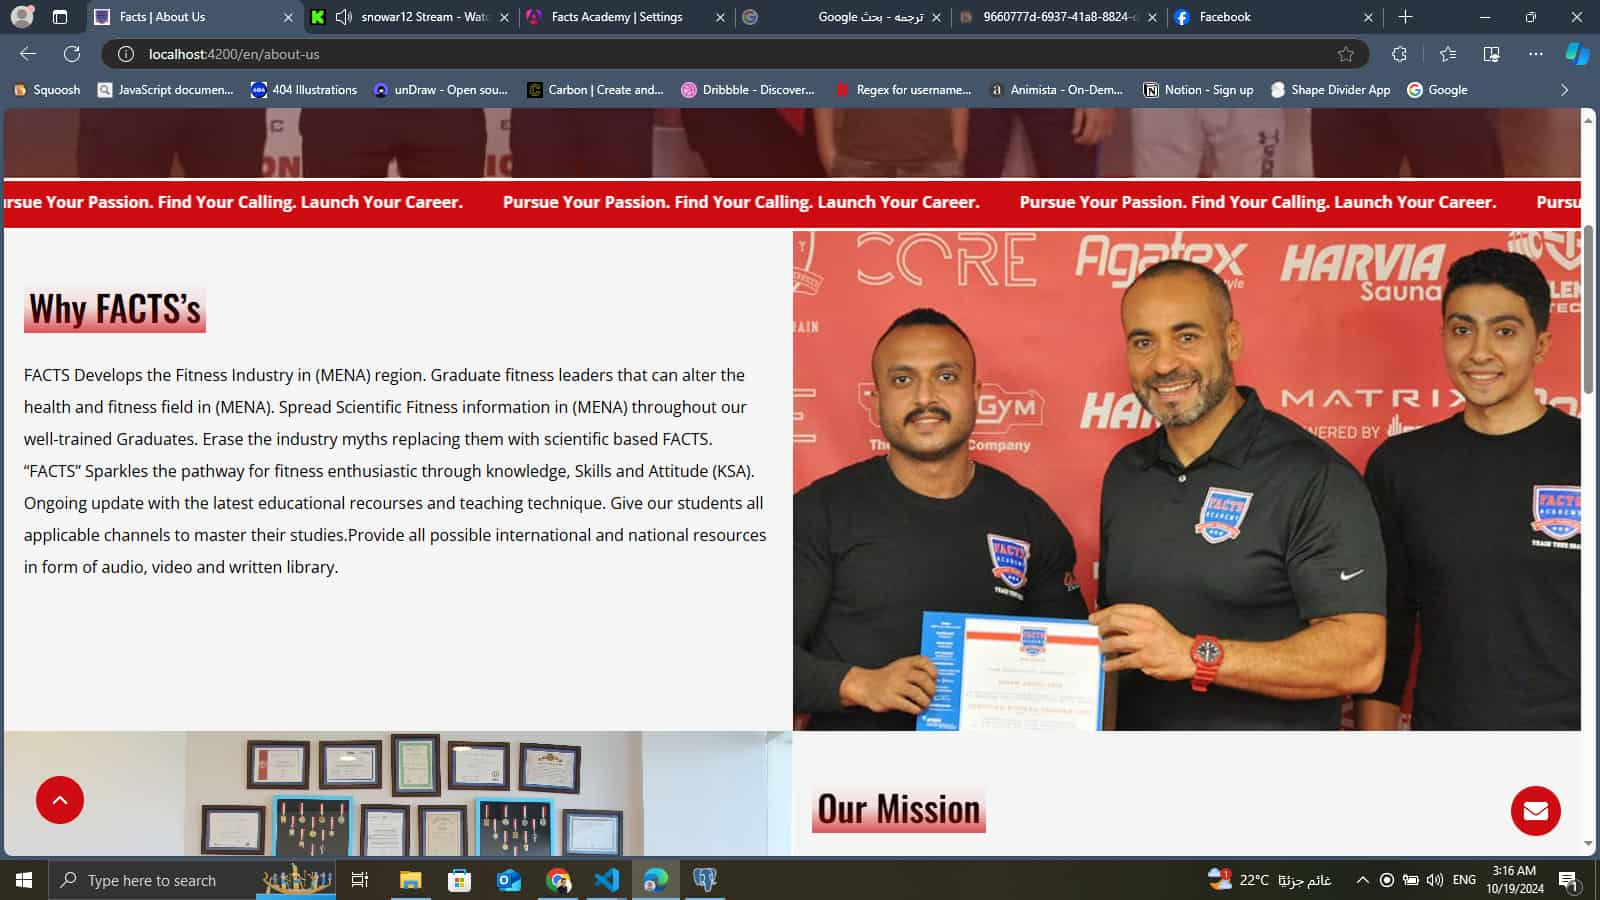 Facts | About Us
snowar12 Stream - Watc
Facts Academy | Settings
ترجمه - بحث Google
9660777d-6937-41a8-8824-d
Facebook
localhost:4200/en/about-us
Squoosh
JavaScript documen...
404 Illustrations
unDraw - Open sou...
Carbon | Create and...
Dribbble - Discover...
Regex for username...
Animista - On-Dem...
Notion - Sign up
Shape Divider App
Google
ursue Your Passion. Find Your Calling. Launch Your Career. Pursue Your Passion. Find Your Calling. Launch Your Career. Pursue Your Passion. Find Your Calling. Launch Your Career. Pursu
Why FACTS’s
FACTS Develops the Fitness Industry in (MENA) region. Graduate fitness leaders that can alter the
health and fitness field in (MENA). Spread Scientific Fitness information in (MENA) throughout our
well-trained Graduates. Erase the industry myths replacing them with scientific based FACTS.
“FACTS” Sparkles the pathway for fitness enthusiastic through knowledge, Skills and Attitude (KSA).
Ongoing update with the latest educational recourses and teaching technique. Give our students all
applicable channels to master their studies.Provide all possible international and national resources
in form of audio, video and written library.
CORE
Agatex
HARVIA
Sauna
GYM
Company
MATRIX
WERED BY
FACTS
ACADEMY
FACTS
ACADEMY
FACTS
ACADEMY
FACTS
Our Mission
Type here to search
22°C
غائم جزئيًا
ENG
3:16 AM
10/19/2024
1